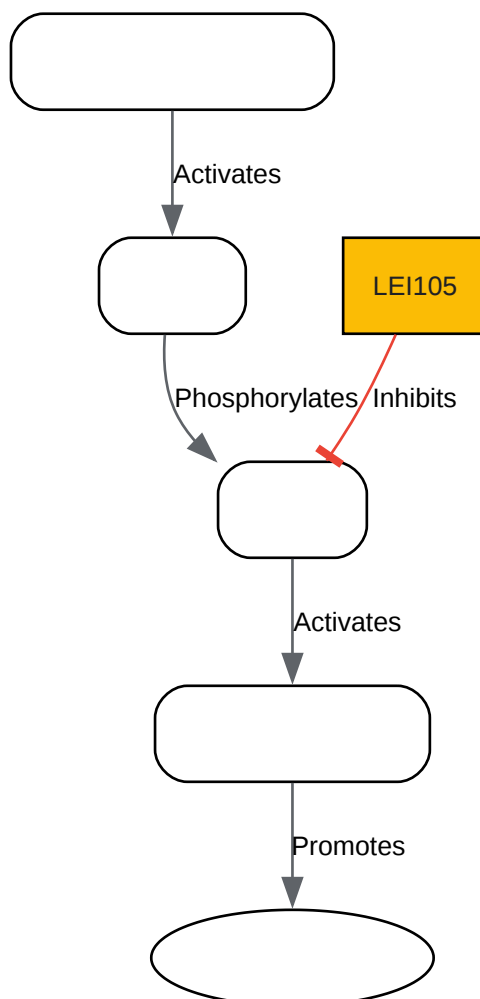 Activates
LEI105
Phosphorylates
Inhibits
Activates
Promotes